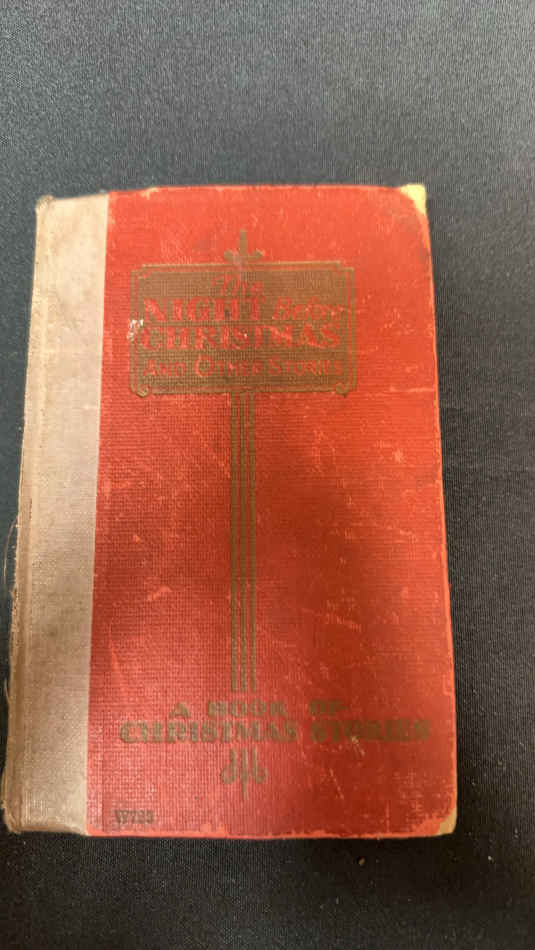 The
NIGHT Before
CHRISTMAS
AND OTHER STORIES
A BOOK OF
CHRISTMAS STORIES